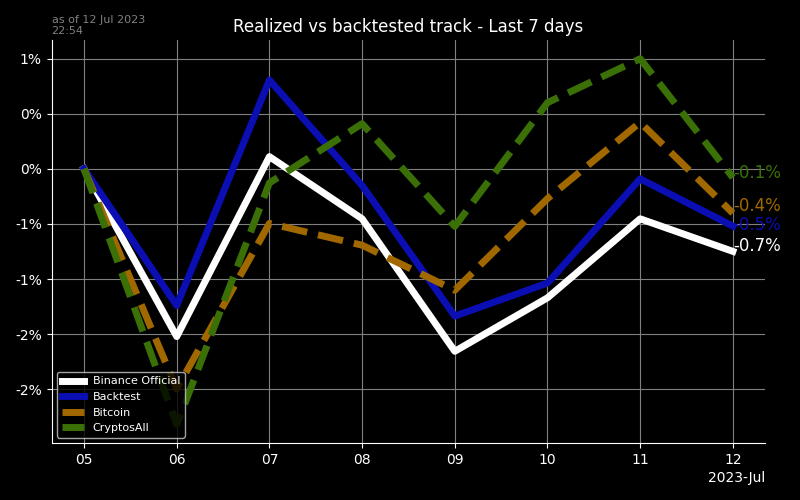 as of 12 Jul 2023
22:54
Realized vs backtested track - Last 7 days
1%
0%
0%
-1%
-1%
-2%
-2%
-0.1%
-0.4%
-0.5%
-0.7%
Binance Official
Backtest
Bitcoin
CryptosAll
05 06 07 08 09 10 11 12
2023-Jul